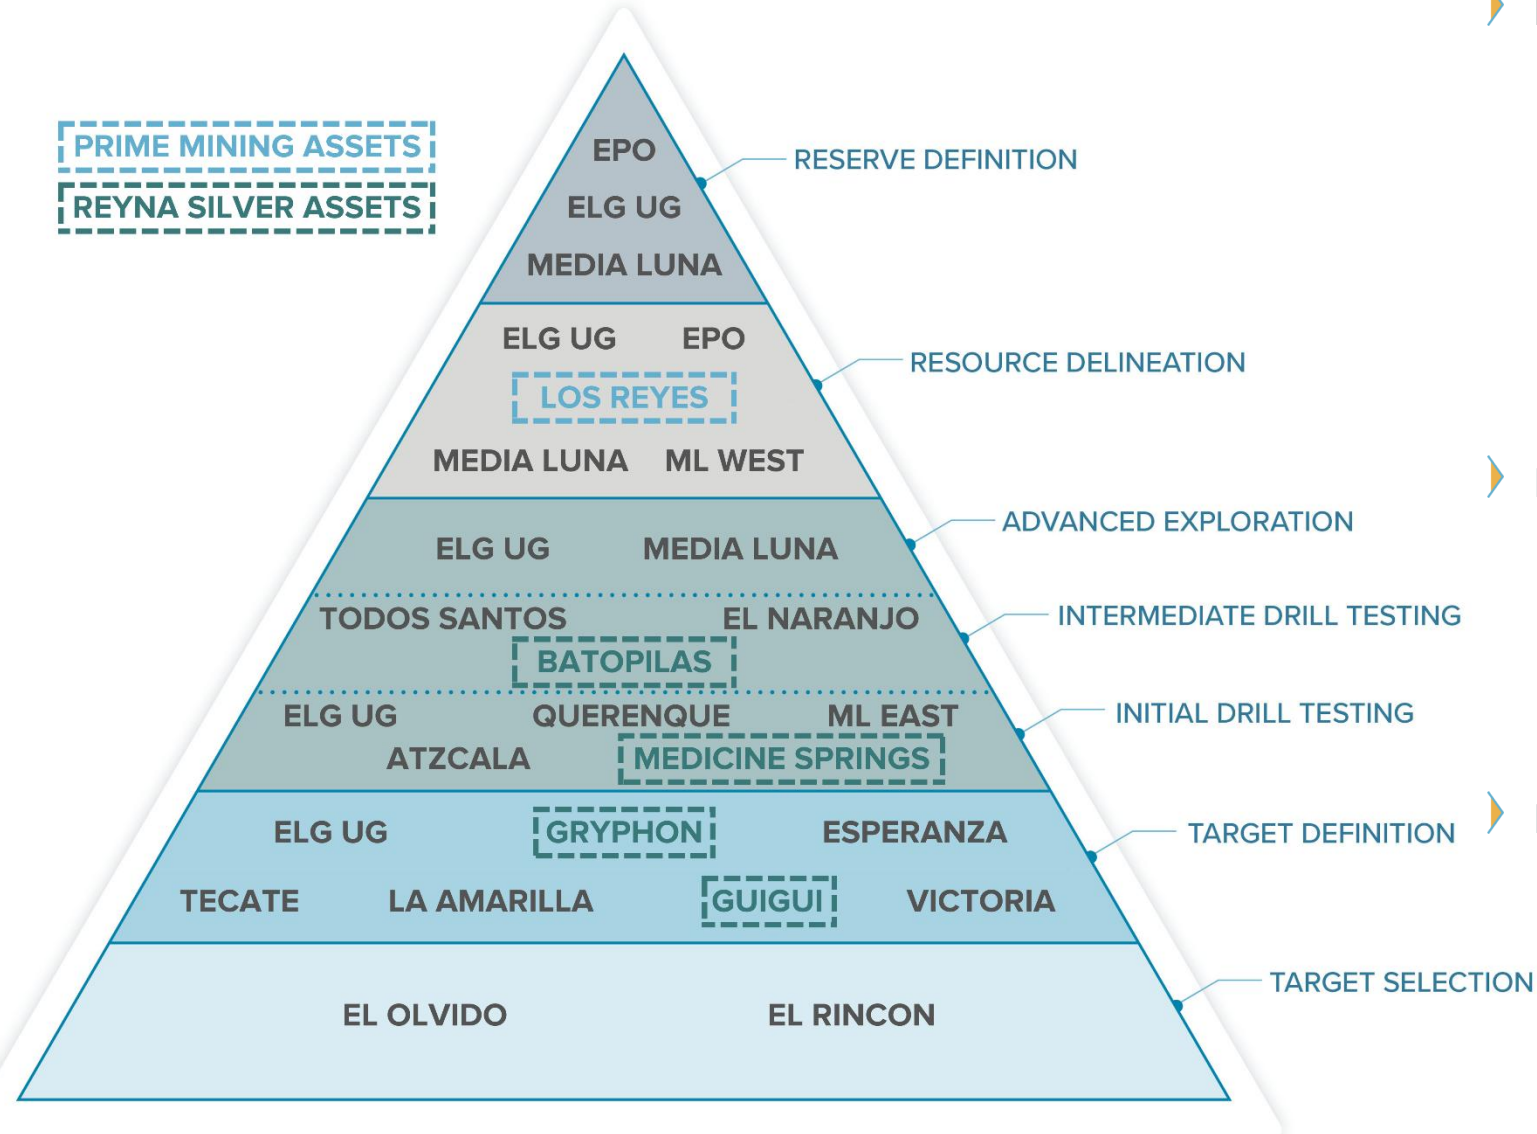 PRIME MINING ASSETS
REYNA SILVER ASSETS
EPO
ELG UG
MEDIA LUNA
RESERVE DEFINITION
ELG UG EPO
LOS REYES
MEDIA LUNA ML WEST
RESOURCE DELINEATION
ELG UG MEDIA LUNA
ADVANCED EXPLORATION
TODOS SANTOS EL NARANJO
BATOPILAS
INTERMEDIATE DRILL TESTING
ELG UG QUERENQUE ML EAST
ATZCALA MEDICINE SPRINGS
INITIAL DRILL TESTING
ELG UG GRYPHON ESPERANZA
TECATE LA AMARILLA GUIGUI VICTORIA
TARGET DEFINITION
EL OLVIDO EL RINCON
TARGET SELECTION